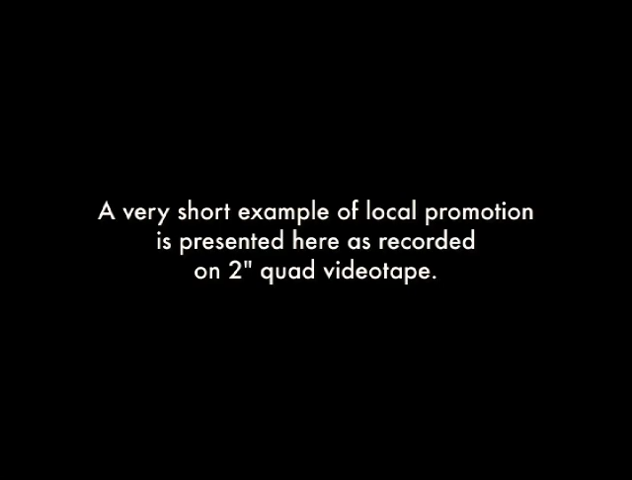 A very short example of local promotion
is presented here as recorded
on 2" quad videotape.